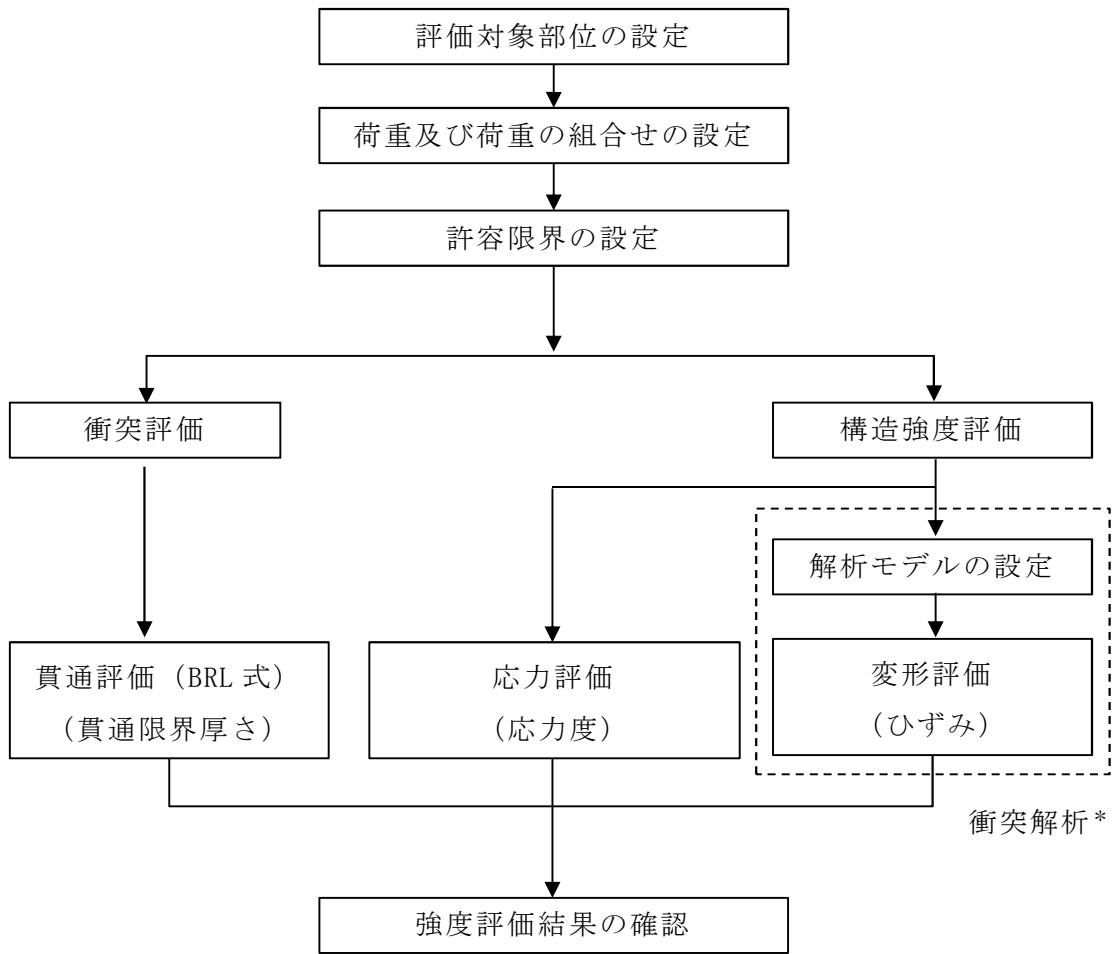 評価対象部位の設定
荷重及び荷重の組合せの設定
許容限界の設定
衝突評価
構造強度評価
解析モデルの設定
貫通評価（BRL 式）
（貫通限界厚さ）
応力評価
（応力度）
変形評価
（ひずみ）
衝突解析*
強度評価結果の確認